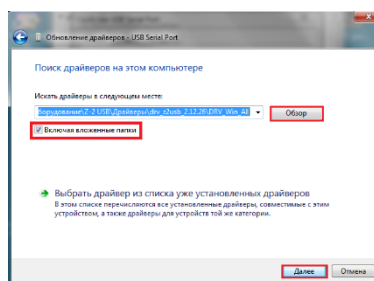 Обновление драйверов - USB Serial Port
Поиск драйверов на этом компьютере
Искать драйверы в следующем месте:
борудование\Z-2 USB\Драйверы\drv_z2usb_2.12.28\DRV_Win_All
Обзор
Включая вложенные папки
Выбрать драйвер из списка уже установленных драйверов
В этом списке перечисляются все установленные драйверы, совместимые с этим
устройством, а также драйверы для устройств той же категории.
Далее Отмена